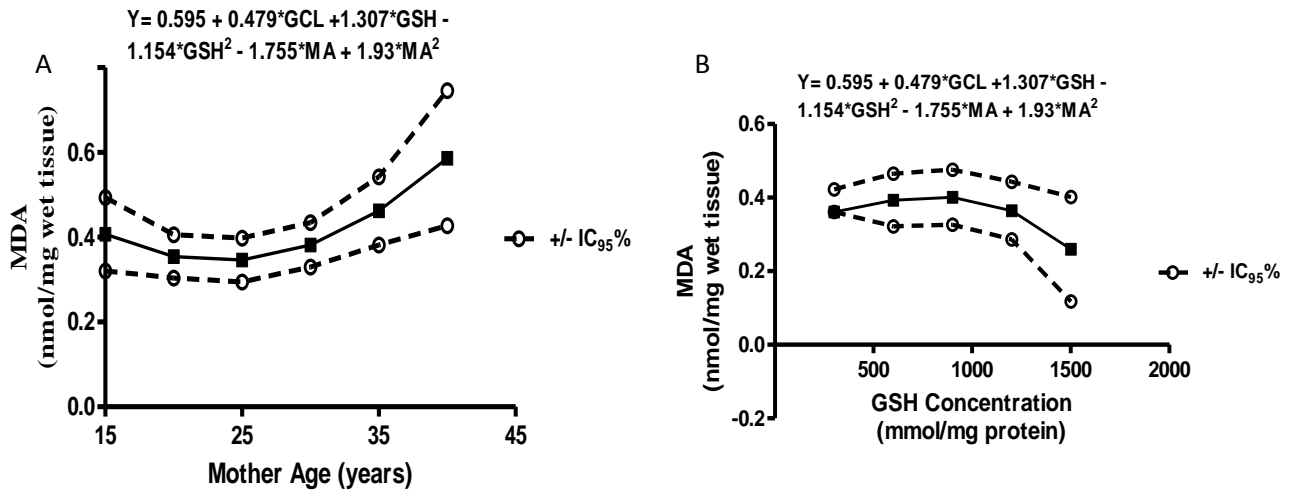 A
Y= 0.595 + 0.479*GCL +1.307*GSH -
1.154*GSH² - 1.755*MA + 1.93*MA²
MDA
(nmol/mg wet tissue)
0.8
0.6
0.4
0.2
0.0
15 25 35 45
Mother Age (years)
+/- IC₉₅%
B
Y= 0.595 + 0.479*GCL +1.307*GSH -
1.154*GSH² - 1.755*MA + 1.93*MA²
MDA
(nmol/mg wet tissue)
0.6
0.4
0.2
0.0
-0.2
500 1000 1500 2000
GSH Concentration
(mmol/mg protein)
+/- IC₉₅%